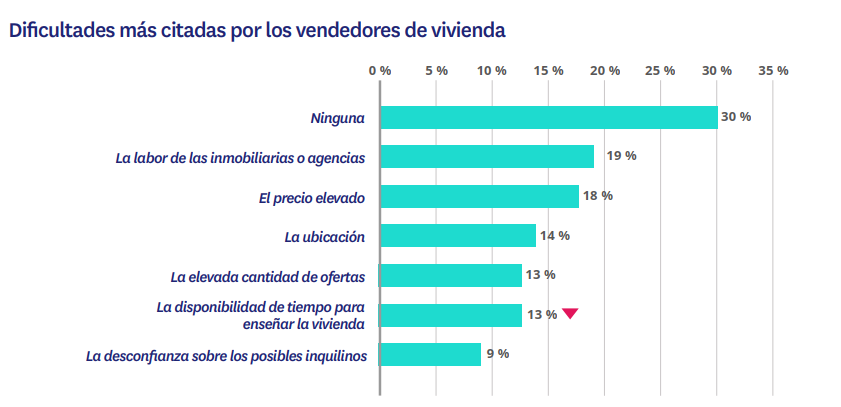 Dificultades más citadas por los vendedores de vivienda
0 % 5 % 10 % 15 % 20 % 25 % 30 % 35 %
Ninguna 30 %
La labor de las inmobiliarias o agencias 19 %
El precio elevado 18 %
La ubicación 14 %
La elevada cantidad de ofertas 13 %
La disponibilidad de tiempo para
enseñar la vivienda 13 %
La desconfianza sobre los posibles inquilinos 9 %